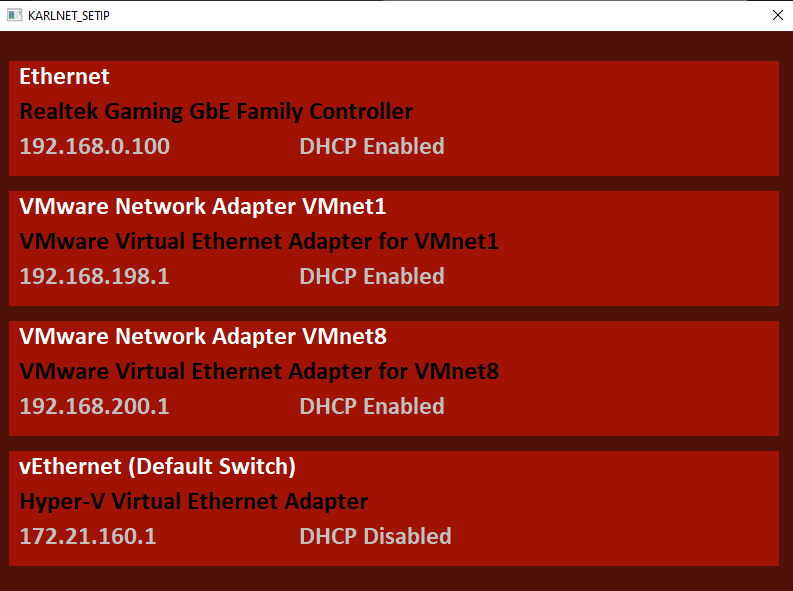 KARLNET_SETIP
Ethernet
Realtek Gaming GbE Family Controller
192.168.0.100 DHCP Enabled
VMware Network Adapter VMnet1
VMware Virtual Ethernet Adapter for VMnet1
192.168.198.1 DHCP Enabled
VMware Network Adapter VMnet8
VMware Virtual Ethernet Adapter for VMnet8
192.168.200.1 DHCP Enabled
vEthernet (Default Switch)
Hyper-V Virtual Ethernet Adapter
172.21.160.1 DHCP Disabled